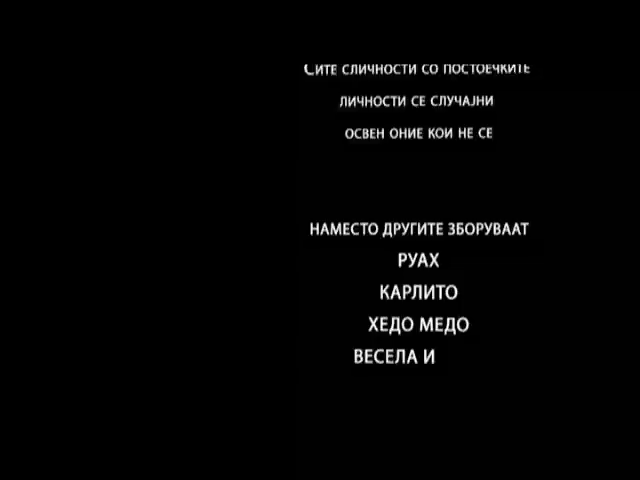 СИТЕ СЛИЧНОСТИ СО ПОСТОЕЧКИТЕ
ЛИЧНОСТИ СЕ СЛУЧАЈНИ
ОСВЕН ОНИЕ КОИ НЕ СЕ
НАМЕСТО ДРУГИТЕ ЗБОРУВААТ
РУАХ
КАРЛИТО
ХЕДО МЕДО
ВЕСЕЛА И